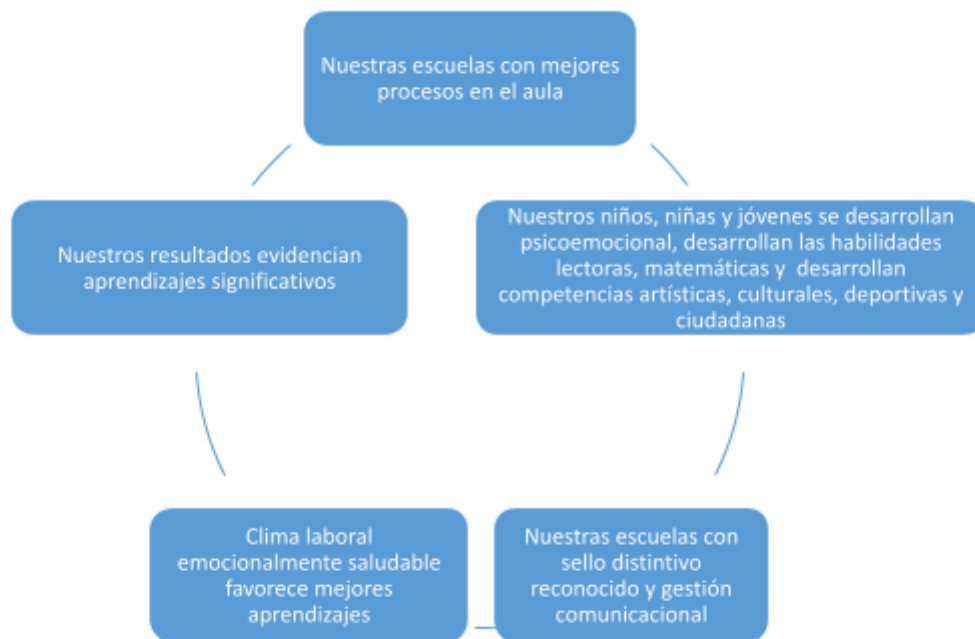 Nuestras escuelas con mejores
procesos en el aula
Nuestros resultados evidencian
aprendizajes significativos
Nuestros niños, niñas y jóvenes se desarrollan
psicoemocional, desarrollan las habilidades
lectoras, matemáticas y desarrollan
competencias artísticas, culturales, deportivas y
ciudadanas
Clima laboral
emocionalmente saludable
favorece mejores
aprendizajes
Nuestras escuelas con
sello distintivo
reconocido y gestión
comunicacional